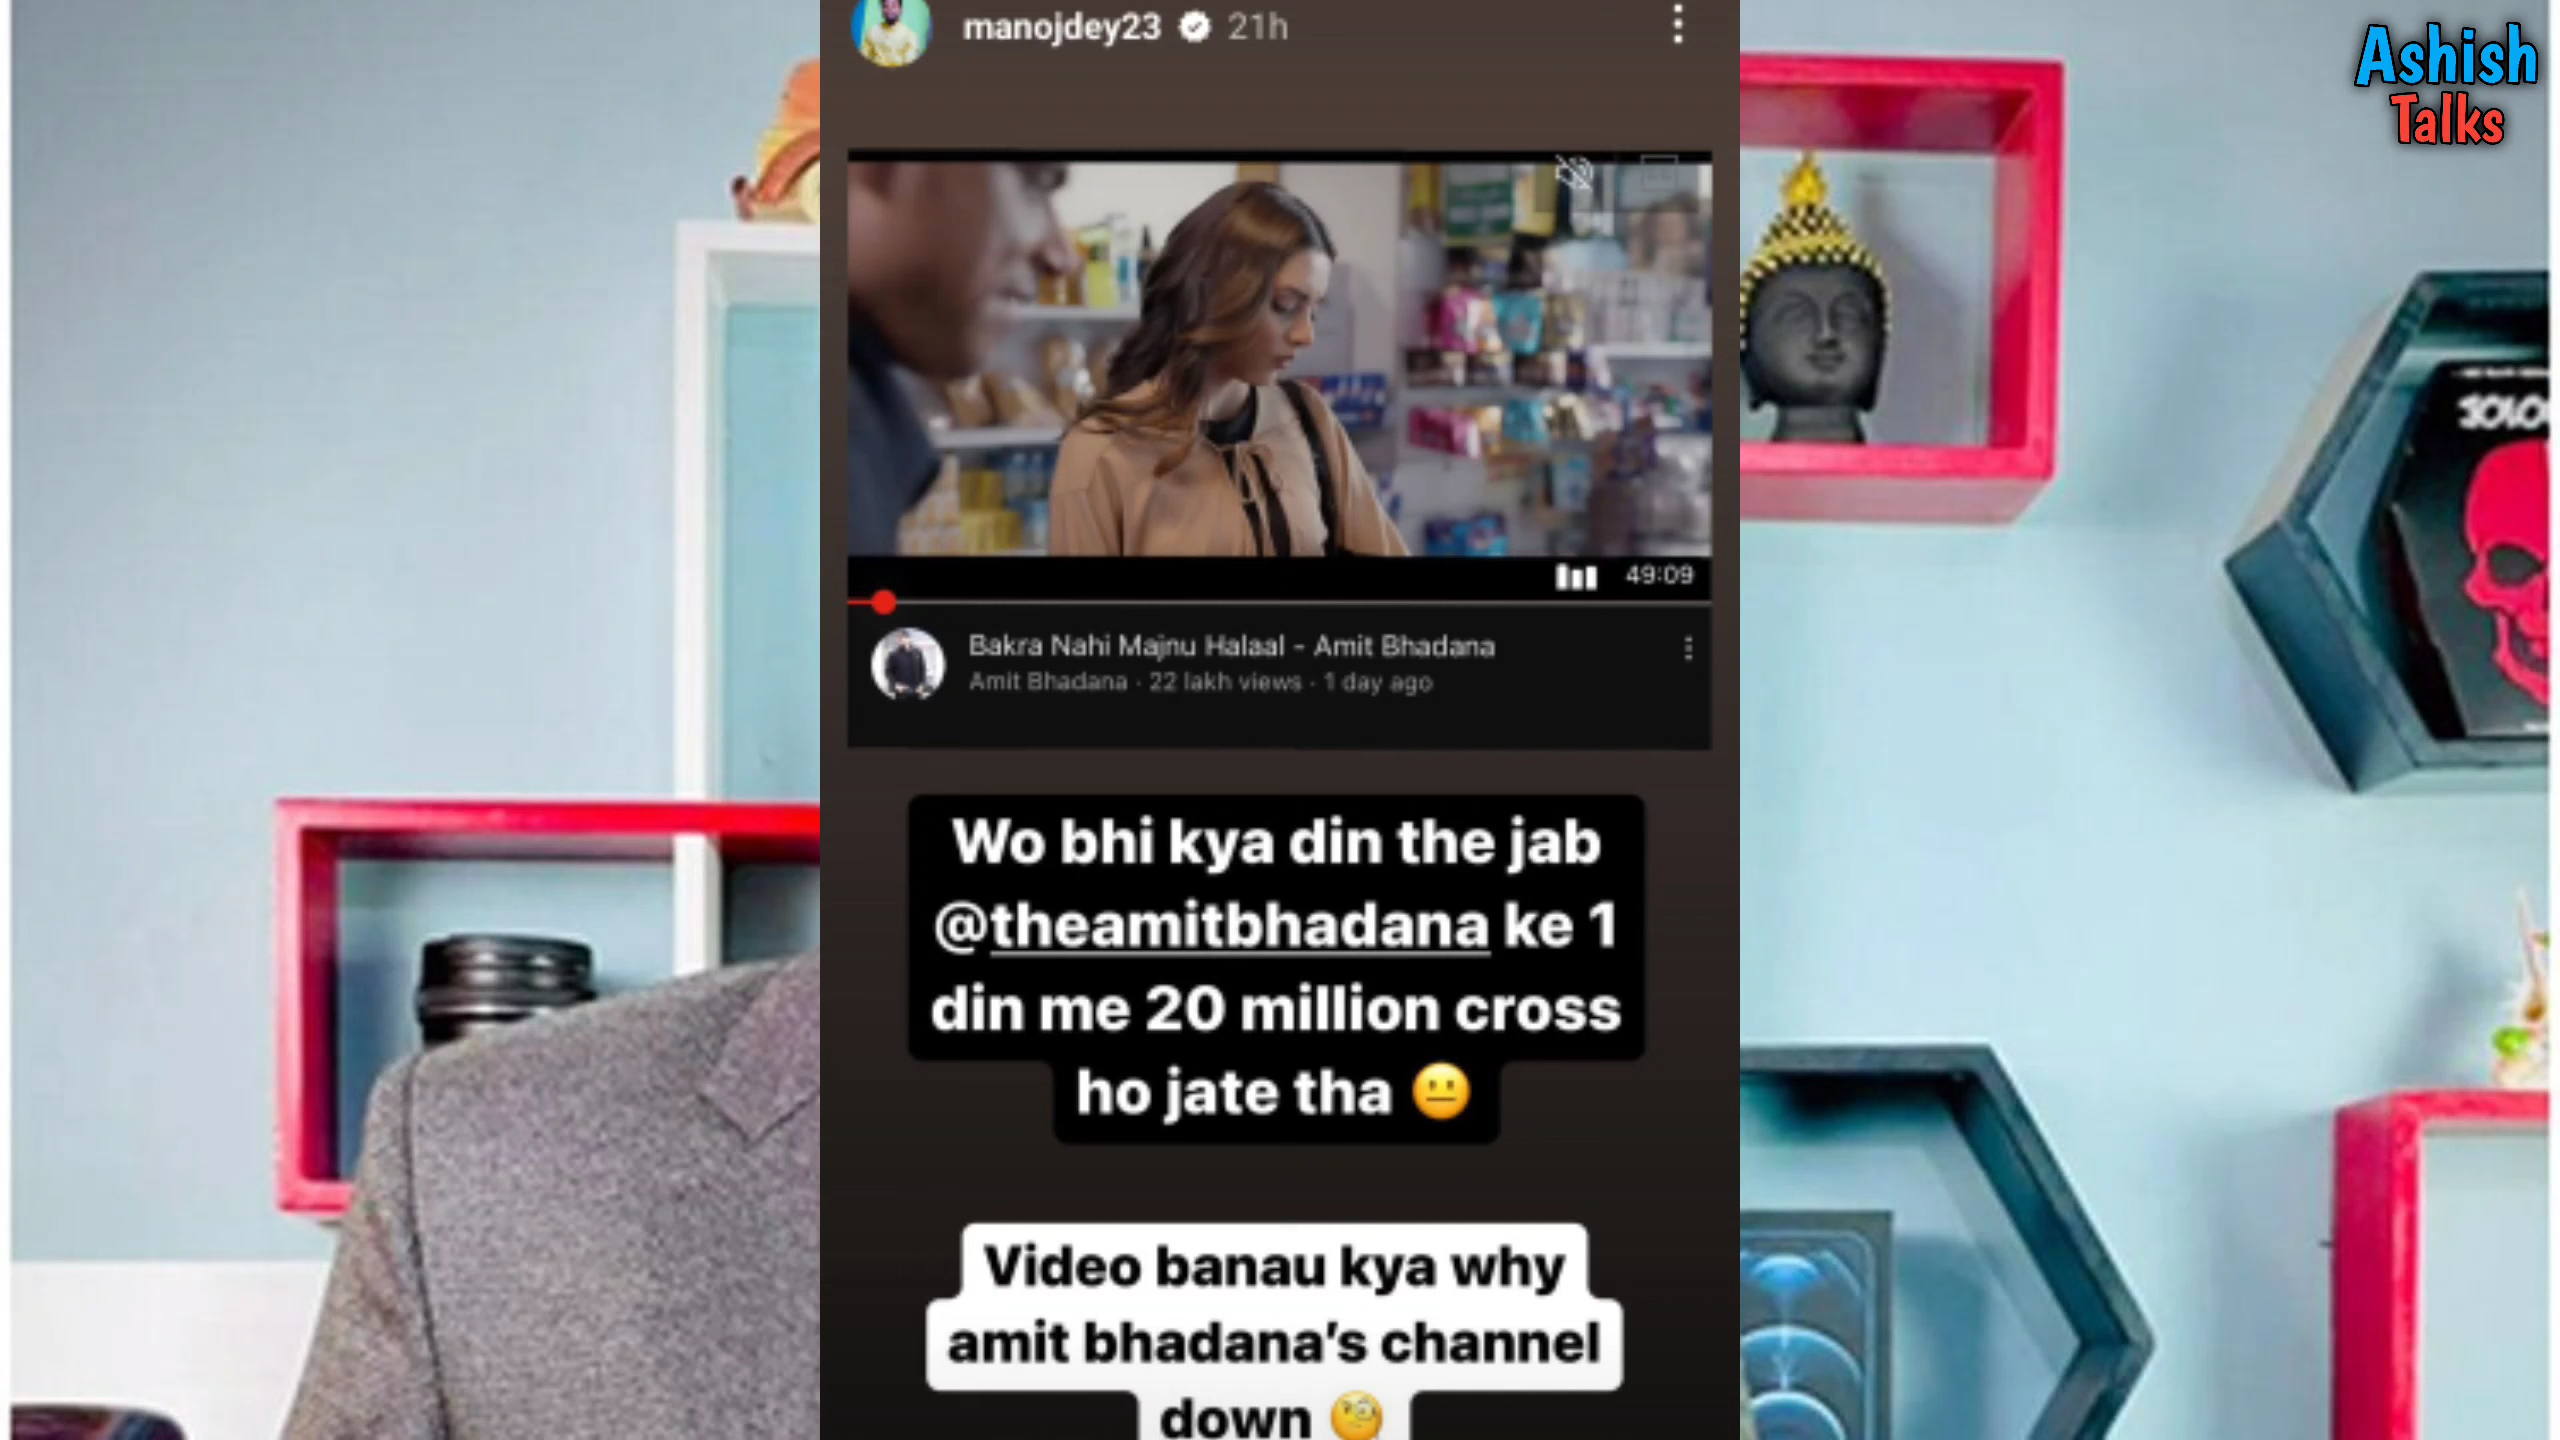 manojdey23 21h
Ashish
Talks
49:09
Bakra Nahi Majnu Halaal - Amit Bhadana
Amit Bhadana · 22 lakh views · 1 day ago
Wo bhi kya din the jab
@theamitbhadana ke 1
din me 20 million cross
ho jate tha 😐
Video banau kya why
amit bhadana's channel
down 🧐